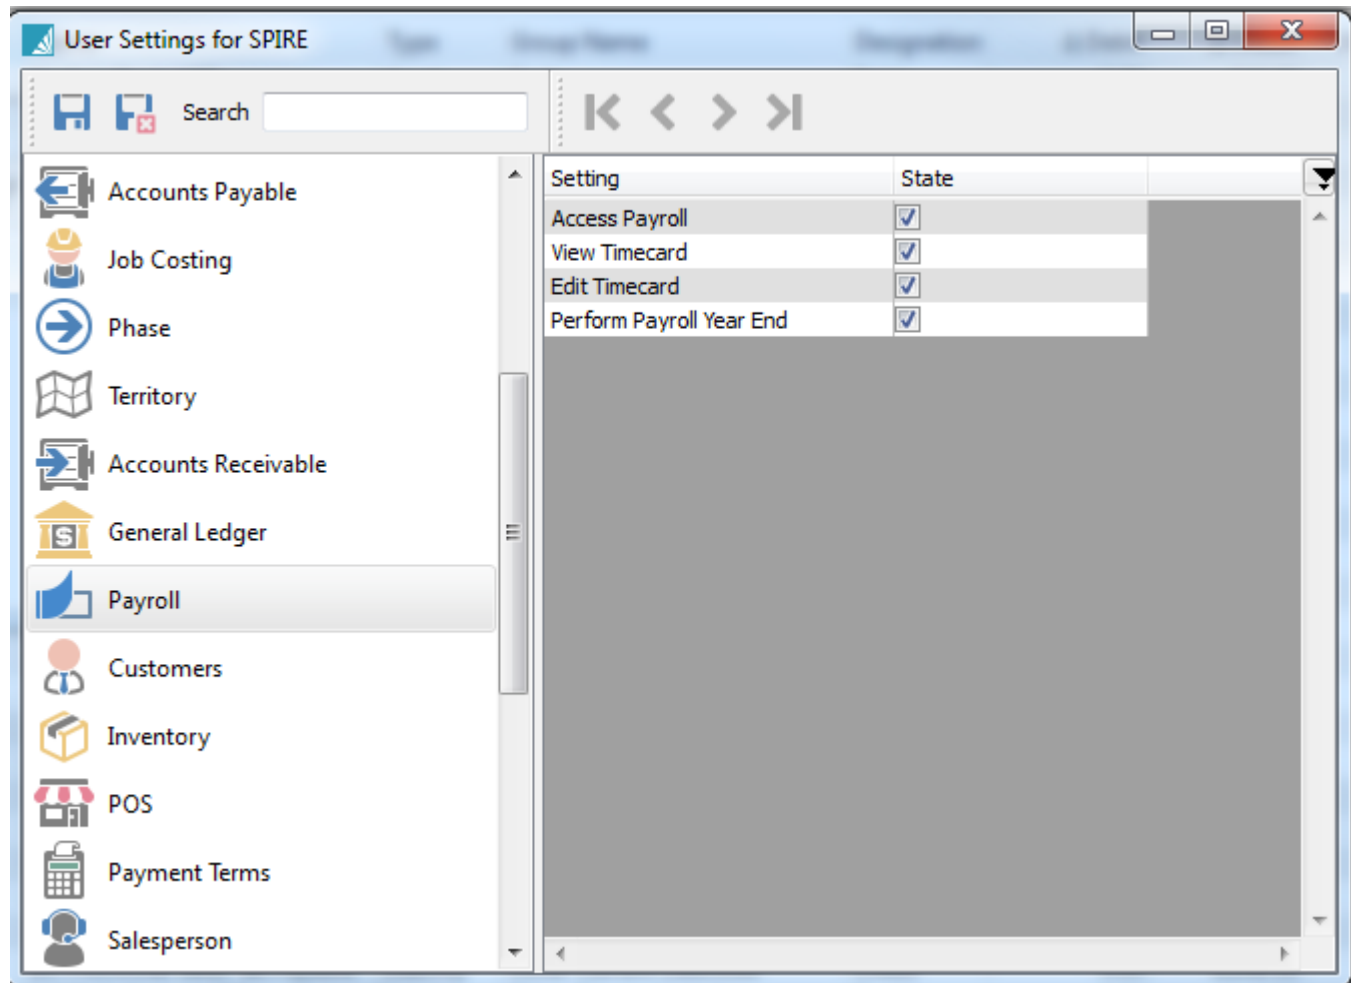 User Settings for SPIRE
Search
Accounts Payable
Job Costing
Phase
Territory
Accounts Receivable
General Ledger
Payroll
Customers
Inventory
POS
Payment Terms
Salesperson
Setting State
Access Payroll
View Timecard
Edit Timecard
Perform Payroll Year End